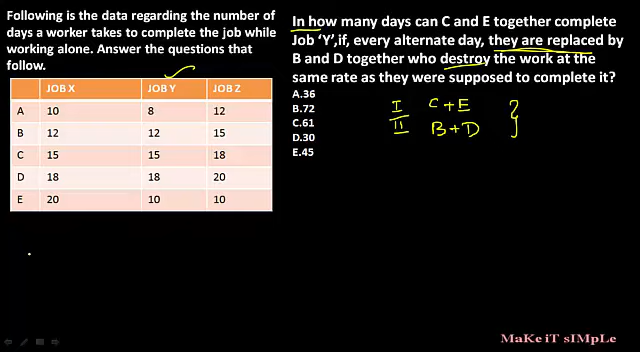 Following is the data regarding the number of
days a worker takes to complete the job while
working alone. Answer the questions that
follow.
JOB X JOB Y JOB Z
A 10 8 12
B 12 12 15
C 15 15 18
D 18 18 20
E 20 10 10
In how many days can C and E together complete
Job ‘Y’,if, every alternate day, they are replaced by
B and D together who destroy the work at the
same rate as they were supposed to complete it?
A.36
B.72
C.61
D.30
E.45
I C+E
II B+D
MaKe iT sIMpLe